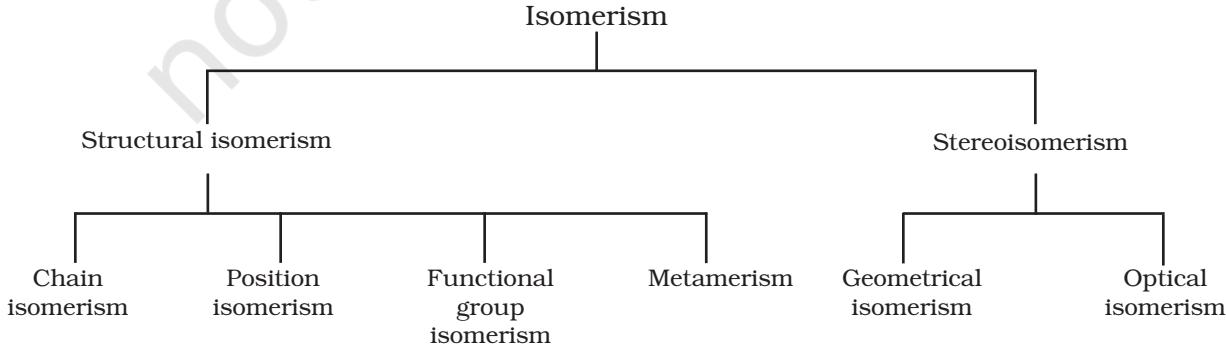 Isomerism
Structural isomerism
Stereoisomerism
Chain
isomerism
Position
isomerism
Functional
group
isomerism
Metamerism
Geometrical
isomerism
Optical
isomerism